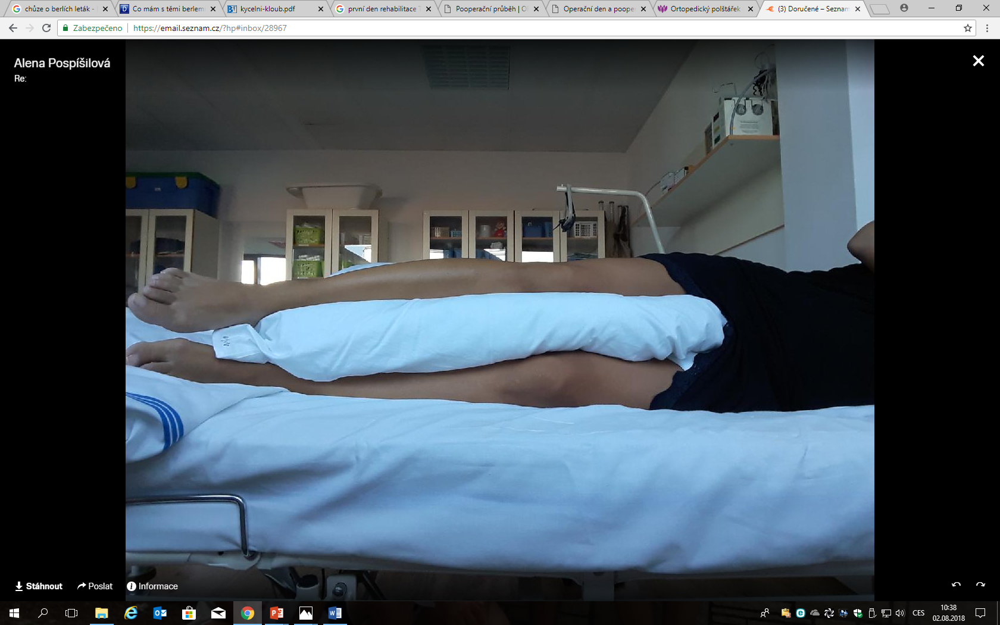 chůze o berlích leták -
Co mám s těmi berlem
kycelni-kloub.pdf
první den rehabilitace T
Pooperační průběh | O
Operační den a poope
Ortopedický polštářek
(3) Doručené – Seznam
Zabezpečeno
https://email.seznam.cz/?hp#inbox/28967
Alena Pospíšilová
Re:
Stáhnout
Poslat
Informace
CES
10:38
02.08.2018